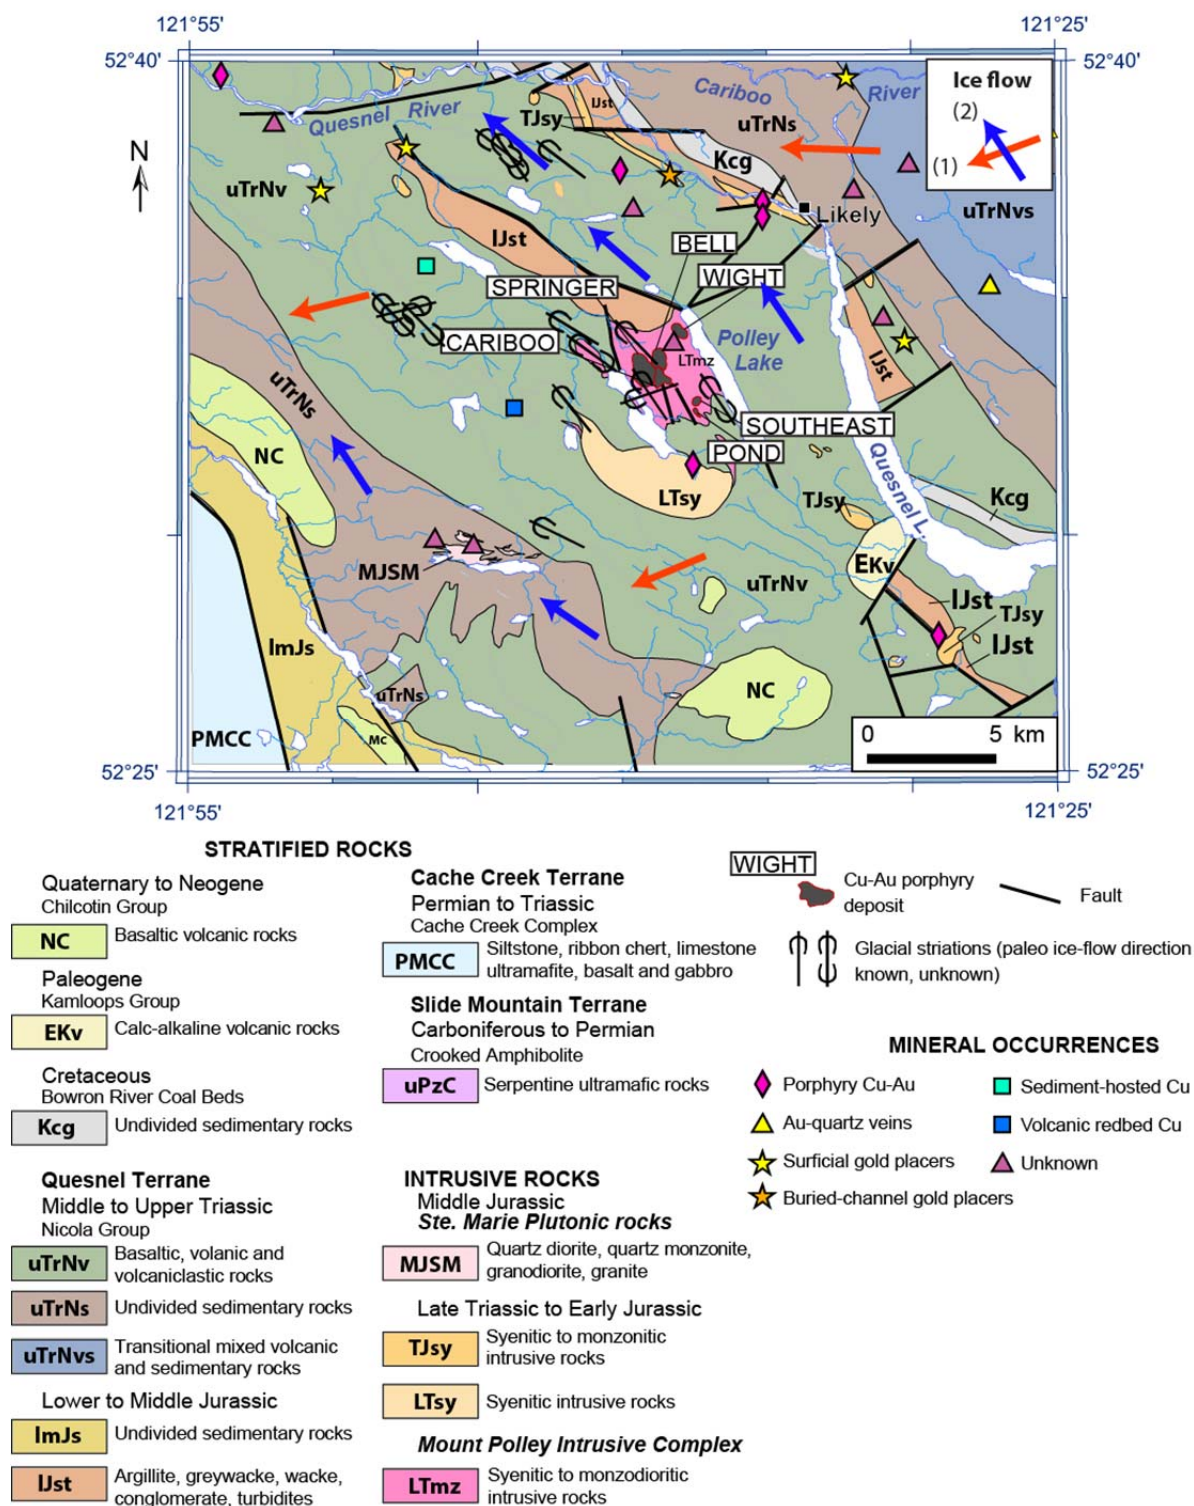 121°55'
121°25'
52°40'
52°40'
Ice flow
(2)
(1)
Cariboo
River
Quesnel River
lJst
TJsy
uTrNs
Kcg
N
uTrNv
Likely
uTrNvs
lJst
BELL
WIGHT
SPRINGER
Polley
Lake
CARIBOO
LTmz
lJst
uTrNs
SOUTHEAST
NC
POND
Quesnel L.
LTsy
TJsy
Kcg
MJSM
EKv
uTrNv
lJst
TJsy
lmJs
lJst
uTrNs
NC
PMCC
Mc
0 5 km
52°25'
52°25'
121°55'
121°25'
STRATIFIED ROCKS
Quaternary to Neogene
Chilcotin Group
NC Basaltic volcanic rocks
Paleogene
Kamloops Group
EKv Calc-alkaline volcanic rocks
Cretaceous
Bowron River Coal Beds
Kcg Undivided sedimentary rocks
Quesnel Terrane
Middle to Upper Triassic
Nicola Group
uTrNv Basaltic, volanic and
volcaniclastic rocks
uTrNs Undivided sedimentary rocks
uTrNvs Transitional mixed volcanic
and sedimentary rocks
Lower to Middle Jurassic
lmJs Undivided sedimentary rocks
lJst Argillite, greywacke, wacke,
conglomerate, turbidites
Cache Creek Terrane
Permian to Triassic
Cache Creek Complex
PMCC Siltstone, ribbon chert, limestone
ultramafite, basalt and gabbro
Slide Mountain Terrane
Carboniferous to Permian
Crooked Amphibolite
uPzC Serpentine ultramafic rocks
INTRUSIVE ROCKS
Middle Jurassic
Ste. Marie Plutonic rocks
MJSM Quartz diorite, quartz monzonite,
granodiorite, granite
Late Triassic to Early Jurassic
TJsy Syenitic to monzonitic
intrusive rocks
LTsy Syenitic intrusive rocks
Mount Polley Intrusive Complex
LTmz Syenitic to monzodioritic
intrusive rocks
WIGHT
Cu-Au porphyry
deposit
Fault
Glacial striations (paleo ice-flow direction
known, unknown)
MINERAL OCCURRENCES
Porphyry Cu-Au
Au-quartz veins
Surficial gold placers
Buried-channel gold placers
Sediment-hosted Cu
Volcanic redbed Cu
Unknown